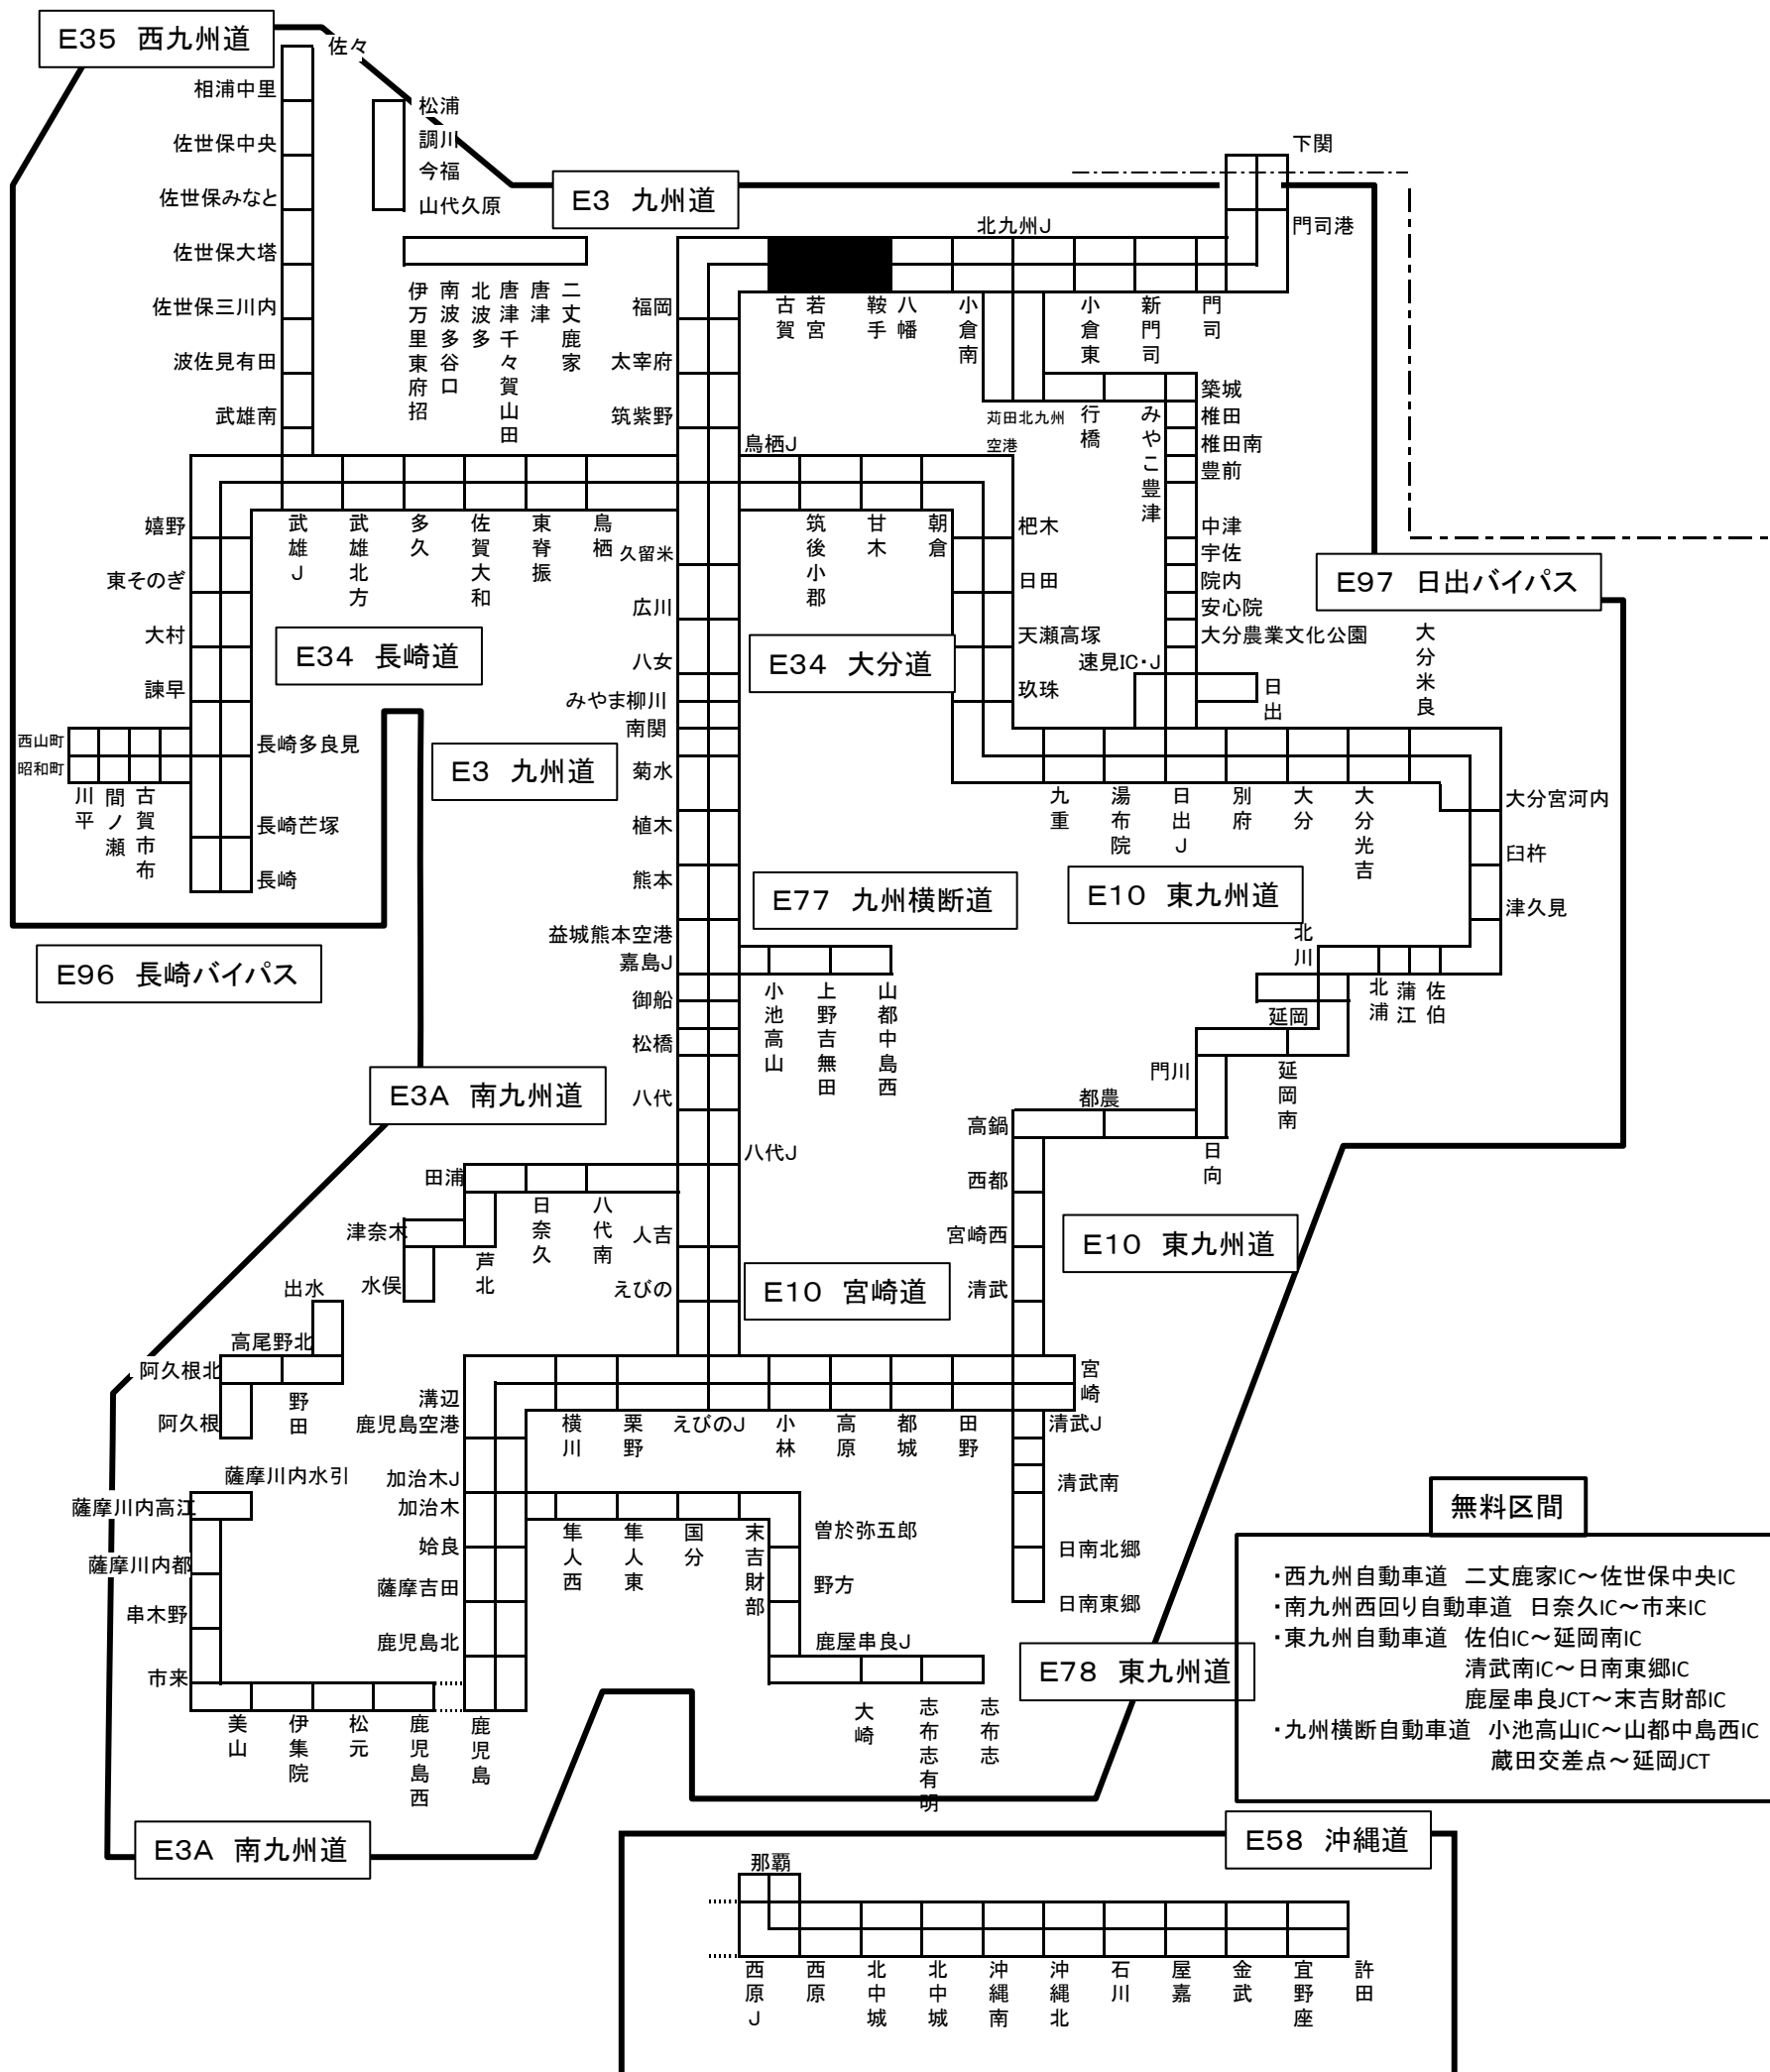 E35 西九州道
佐々
相浦中里
佐世保中央
佐世保みなと
佐世保大塔
佐世保三川内
波佐見有田
武雄南
松浦
調川
今福
山代久原
伊万里東府招
南波多谷口
北波多
唐津千々賀山田
唐津
二丈鹿家
E3 九州道
下関
門司港
北九州J
古賀
若宮
鞍手
八幡
小倉南
小倉東
新門司
門司
福岡
太宰府
筑紫野
鳥栖J
苅田北九州
空港
行橋
みやこ豊津
築城
椎田
椎田南
豊前
中津
宇佐
院内
安心院
大分農業文化公園
速見IC・J
日出
E97 日出バイパス
大分米良
嬉野
東そのぎ
大村
諫早
武雄J
武雄北方
多久
佐賀大和
東脊振
鳥栖
久留米
広川
八女
みやま柳川
南関
菊水
植木
熊本
益城熊本空港
嘉島J
御船
松橋
八代
八代J
人吉
えびの
筑後小郡
甘木
朝倉
杷木
日田
天瀬高塚
玖珠
E34 長崎道
E34 大分道
西山町
昭和町
川平
間ノ瀬
古賀市布
長崎多良見
長崎芒塚
長崎
E3 九州道
九重
湯布院
日出J
別府
大分
大分光吉
大分宮河内
臼杵
津久見
E77 九州横断道
E10 東九州道
E96 長崎バイパス
小池高山
上野吉無田
山都中島西
北川
北浦
蒲江
佐伯
延岡
延岡南
門川
都農
高鍋
日向
西都
宮崎西
清武
E3A 南九州道
E10 東九州道
E10 宮崎道
田浦
日奈久
八代南
津奈木
芦北
水俣
出水
高尾野北
阿久根北
野田
阿久根
溝辺
鹿児島空港
横川
栗野
えびのJ
小林
高原
都城
田野
宮崎
清武J
清武南
日南北郷
日南東郷
加治木J
加治木
姶良
薩摩吉田
鹿児島北
隼人西
隼人東
国分
末吉財部
曽於弥五郎
野方
鹿屋串良J
大崎
志布志有明
志布志
薩摩川内水引
薩摩川内高江
薩摩川内都
串木野
市来
美山
伊集院
松元
鹿児島西
鹿児島
E78 東九州道
E3A 南九州道
無料区間
・西九州自動車道 二丈鹿家IC～佐世保中央IC
・南九州西回り自動車道 日奈久IC～市来IC
・東九州自動車道 佐伯IC～延岡南IC
清武南IC～日南東郷IC
鹿屋串良JCT～末吉財部IC
・九州横断自動車道 小池高山IC～山都中島西IC
蔵田交差点～延岡JCT
E58 沖縄道
那覇
西原J
西原
北中城
北中城
沖縄南
沖縄北
石川
屋嘉
金武
宜野座
許田